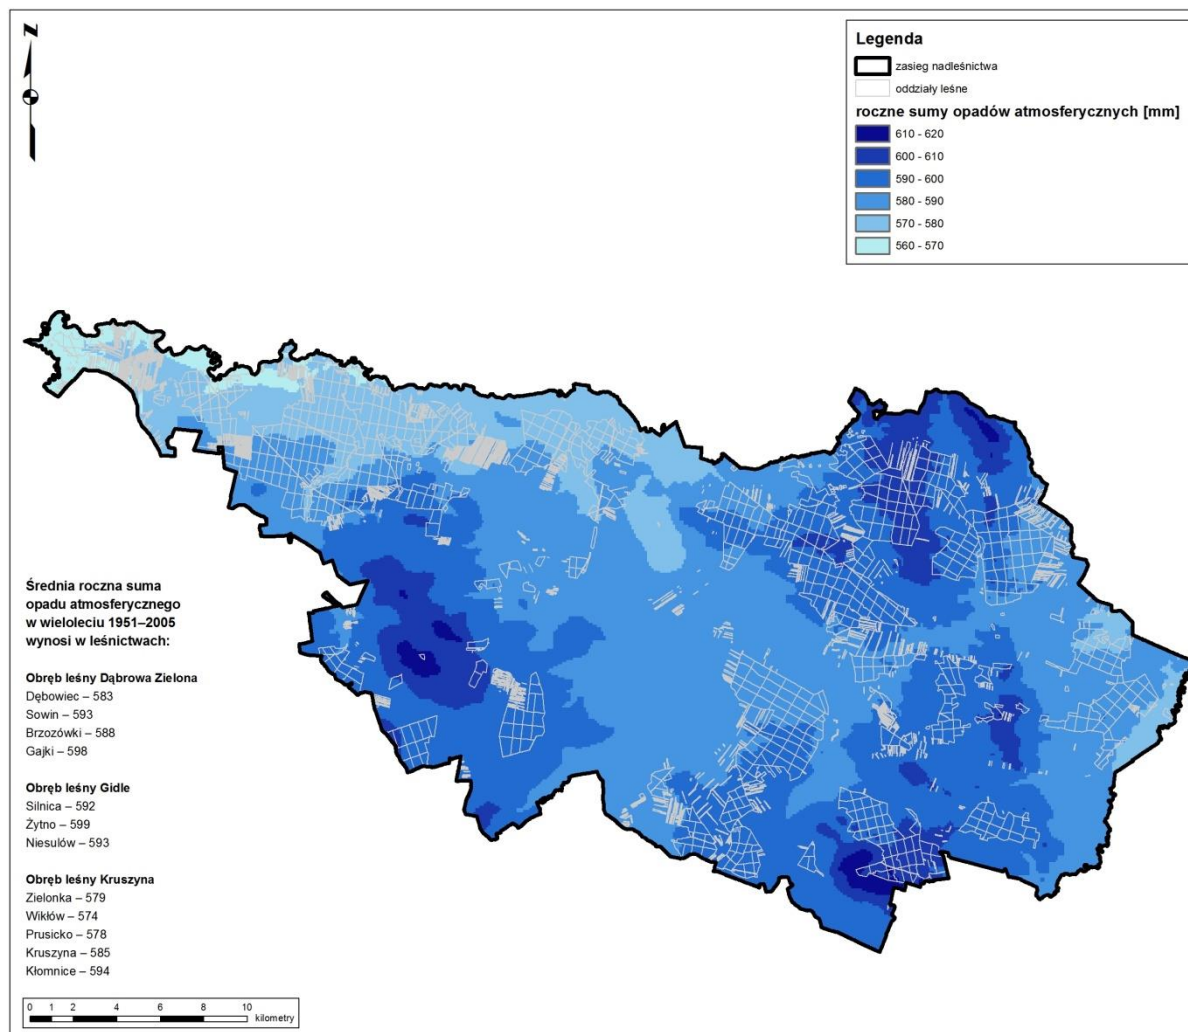 N
Legenda
zasięg nadleśnictwa
oddziały leśne
roczne sumy opadów atmosferycznych [mm]
610 - 620
600 - 610
590 - 600
580 - 590
570 - 580
560 - 570
Średnia roczna suma
opadu atmosferycznego
w wieloleciu 1951–2005
wynosi w leśnictwach:
Obręb leśny Dąbrowa Zielona
Dębowiec – 583
Sowin – 593
Brzozówki – 588
Gajki – 598
Obręb leśny Gidle
Silnica – 592
Żytno – 599
Niesulów – 593
Obręb leśny Kruszyna
Zielonka – 579
Wikłów – 574
Prusicko – 578
Kruszyna – 585
Kłomnice – 594
0 1 2 4 6 8 10
kilometry